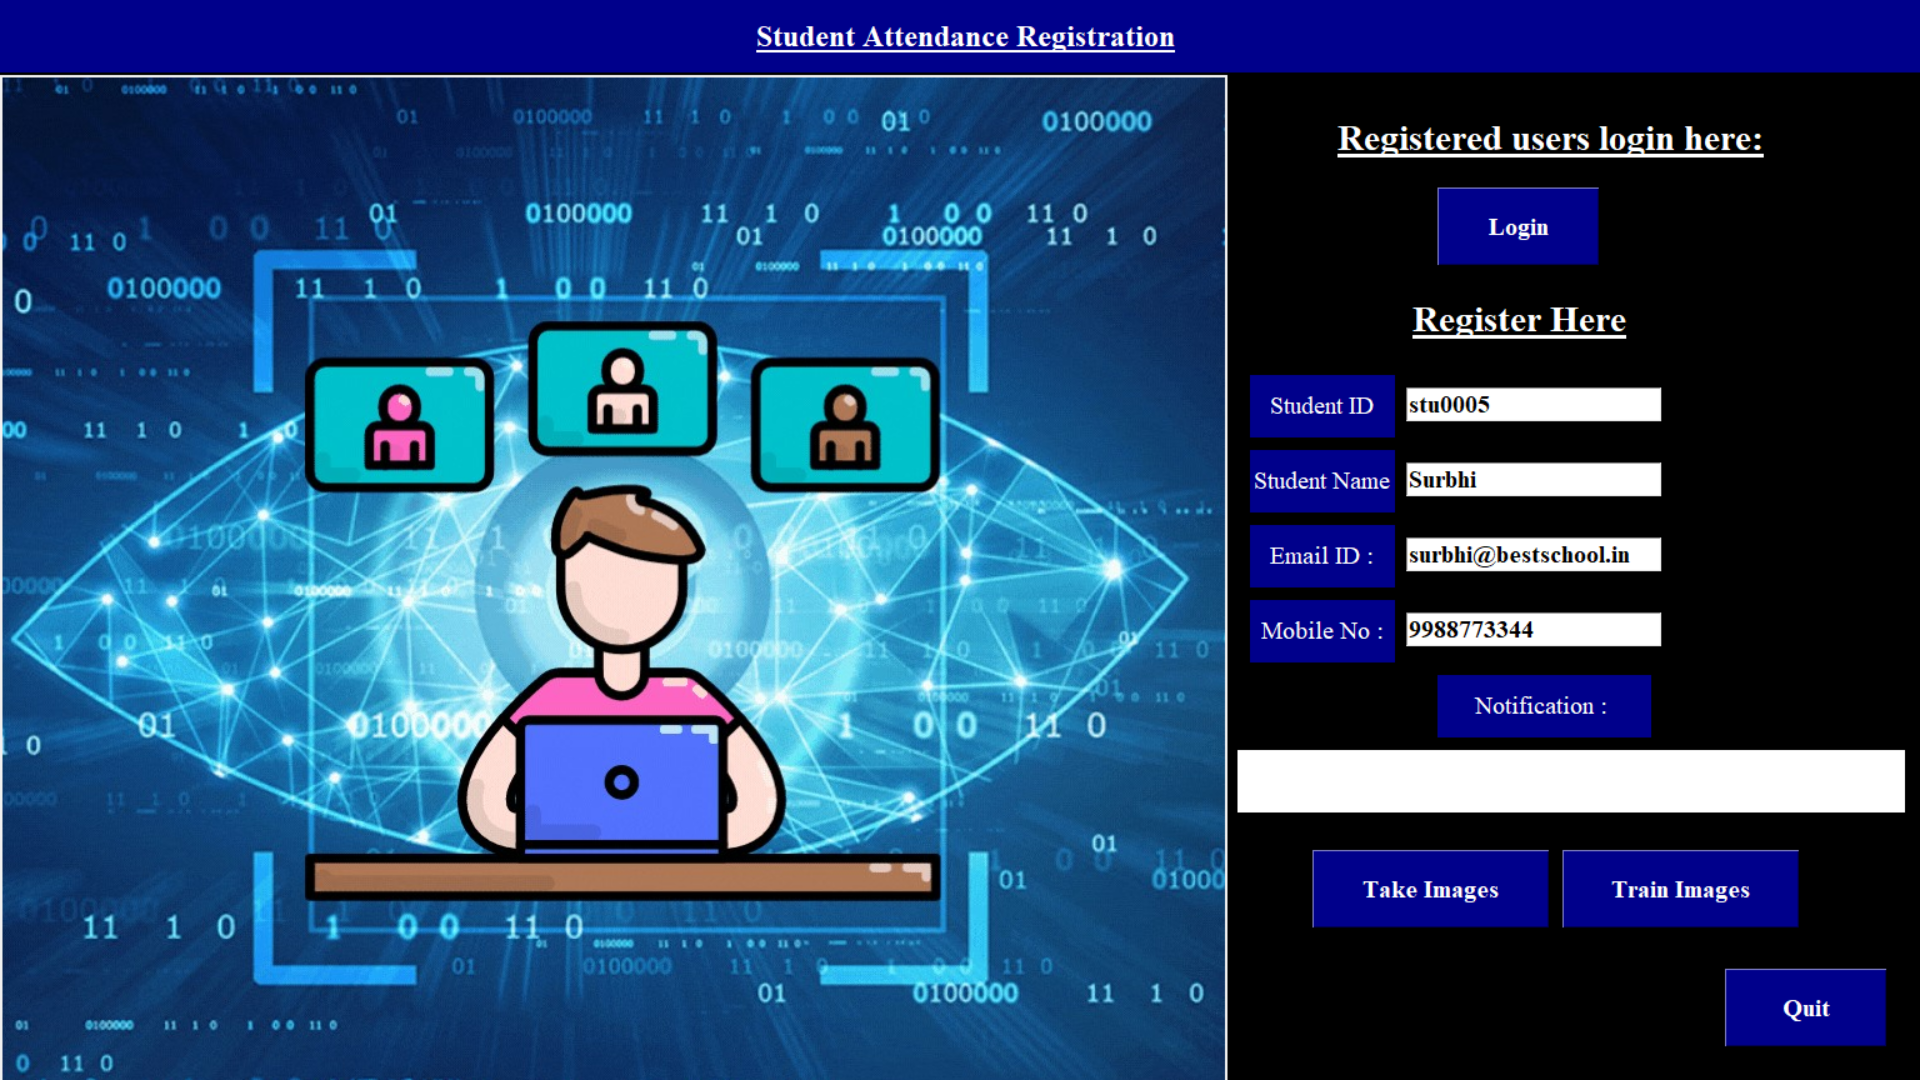 Student Attendance Registration
Registered users login here:
Login
Register Here
Student ID
stu0005
Student Name
Surbhi
Email ID :
surbhi@bestschool.in
Mobile No :
9988773344
Notification :
Take Images
Train Images
Quit